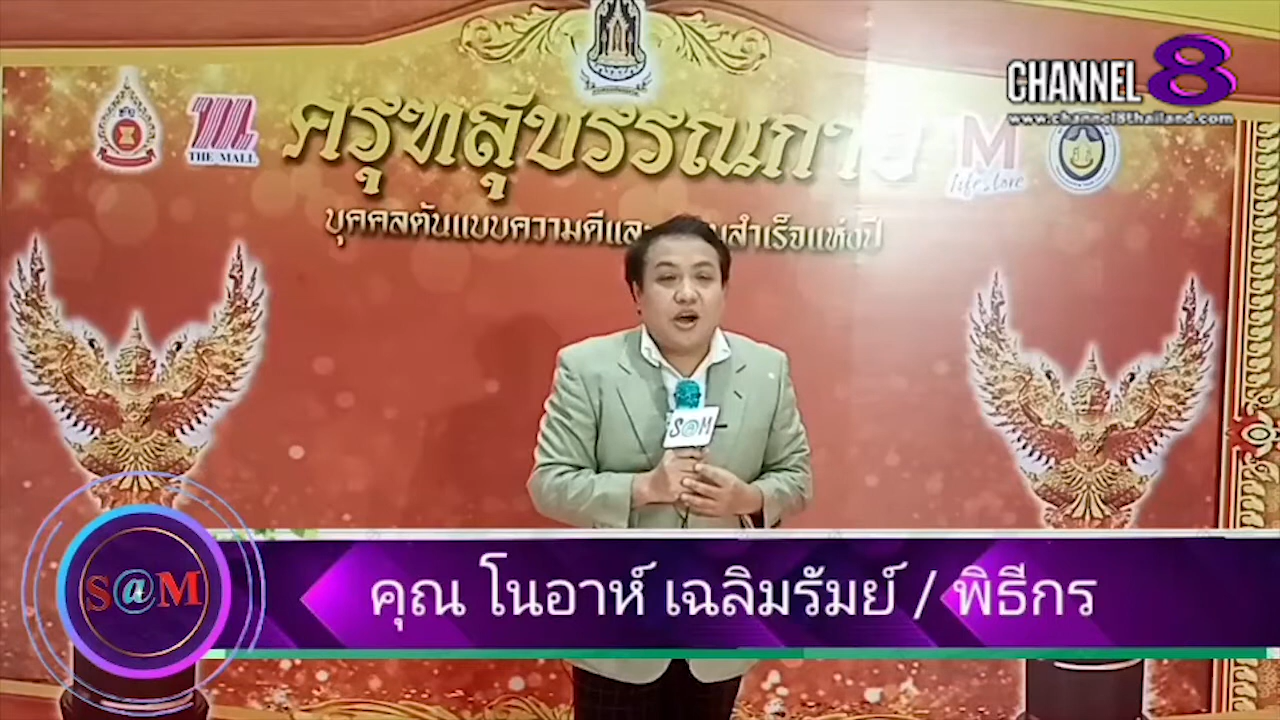 CHANNEL 8
www.channel8thailand.com
THE MALL
ครุฑสุบรรณกาย
M
life store
บุคคลต้นแบบความดีและ สำเร็จแห่งปี
S@M
S@M
คุณ โนอาห์ เฉลิมรัมย์ / พิธีกร